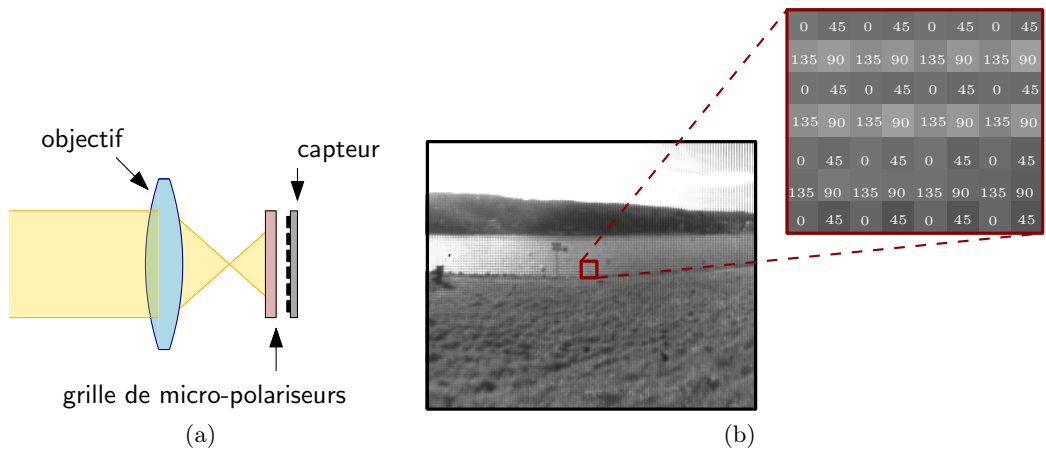 objectif
capteur
grille de micro-polariseurs
(a)
0 45 0 45 0 45 0 45
135 90 135 90 135 90 135 90
0 45 0 45 0 45 0 45
135 90 135 90 135 90 135 90
0 45 0 45 0 45 0 45
135 90 135 90 135 90 135 90
0 45 0 45 0 45 0 45
(b)